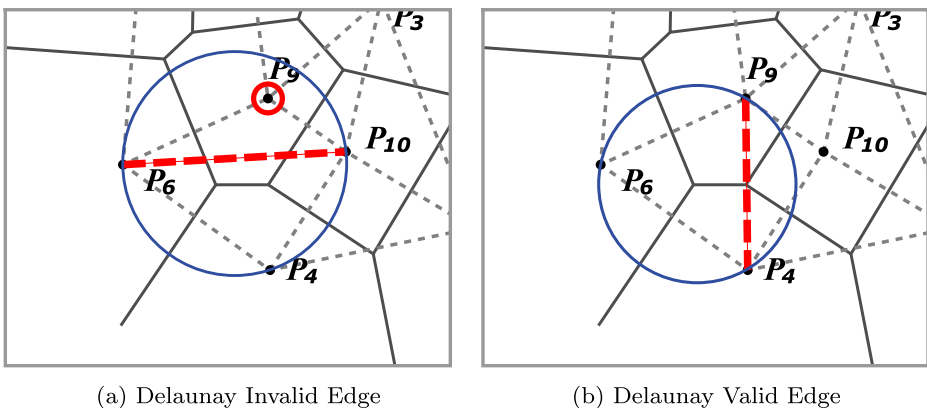 P3
P9
P10
P6
P4
P3
P9
P10
P6
P4
(a) Delaunay Invalid Edge
(b) Delaunay Valid Edge